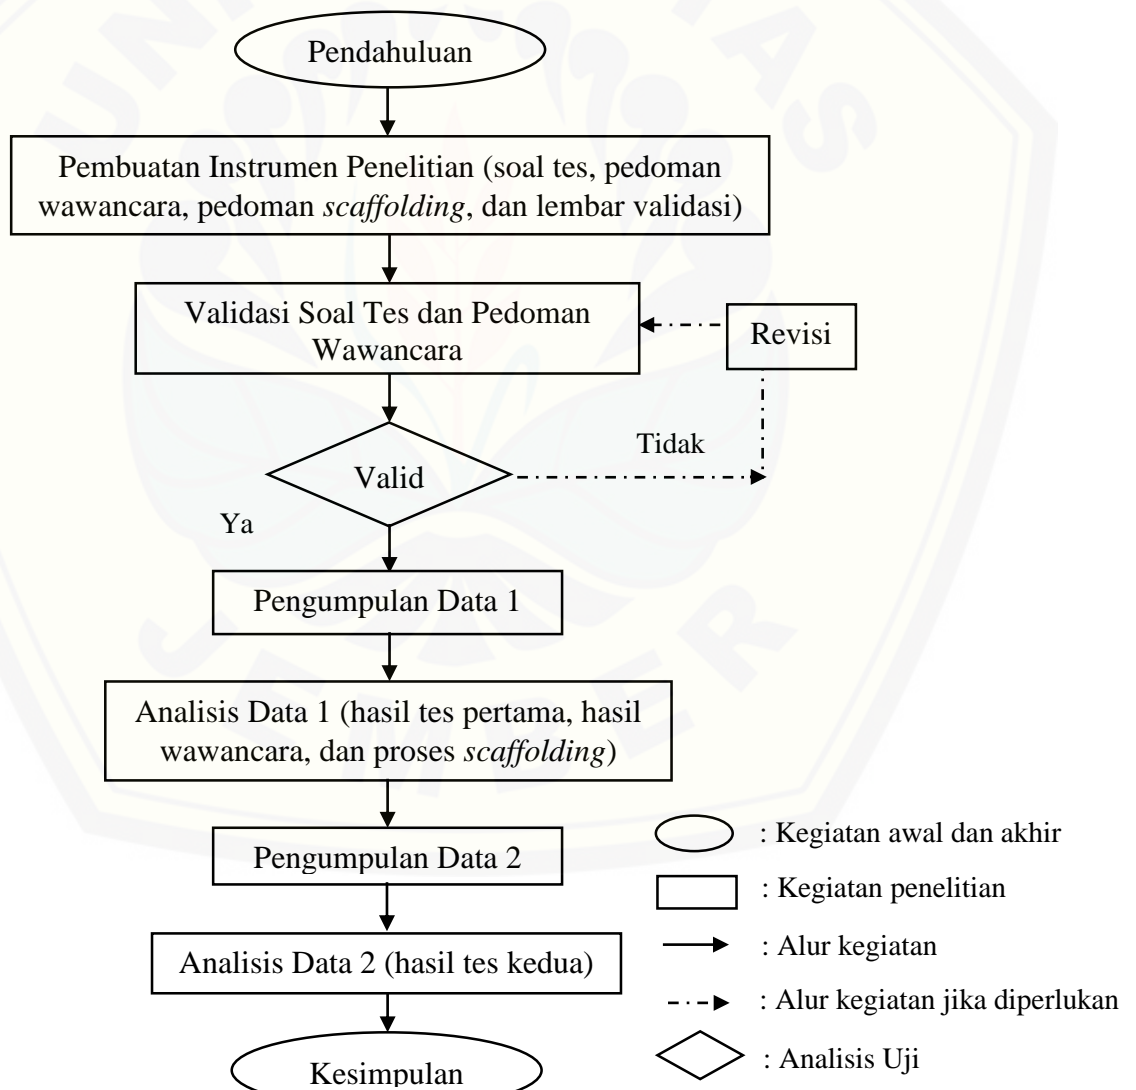 Pendahuluan
Pembuatan Instrumen Penelitian (soal tes, pedoman
wawancara, pedoman scaffolding, dan lembar validasi)
Validasi Soal Tes dan Pedoman
Wawancara
Revisi
Tidak
Valid
Ya
Pengumpulan Data 1
Analisis Data 1 (hasil tes pertama, hasil
wawancara, dan proses scaffolding)
Pengumpulan Data 2
Analisis Data 2 (hasil tes kedua)
Kesimpulan
: Kegiatan awal dan akhir
: Kegiatan penelitian
: Alur kegiatan
: Alur kegiatan jika diperlukan
: Analisis Uji
JEMBER